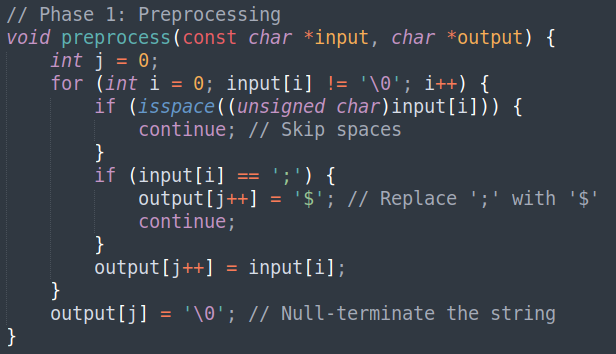 // Phase 1: Preprocessing
void preprocess(const char *input, char *output) {
    int j = 0;
    for (int i = 0; input[i] != '\0'; i++) {
        if (isspace((unsigned char)input[i])) {
            continue; // Skip spaces
        }
        if (input[i] == ';') {
            output[j++] = '$'; // Replace ';' with '$'
            continue;
        }
        output[j++] = input[i];
    }
    output[j] = '\0'; // Null-terminate the string
}